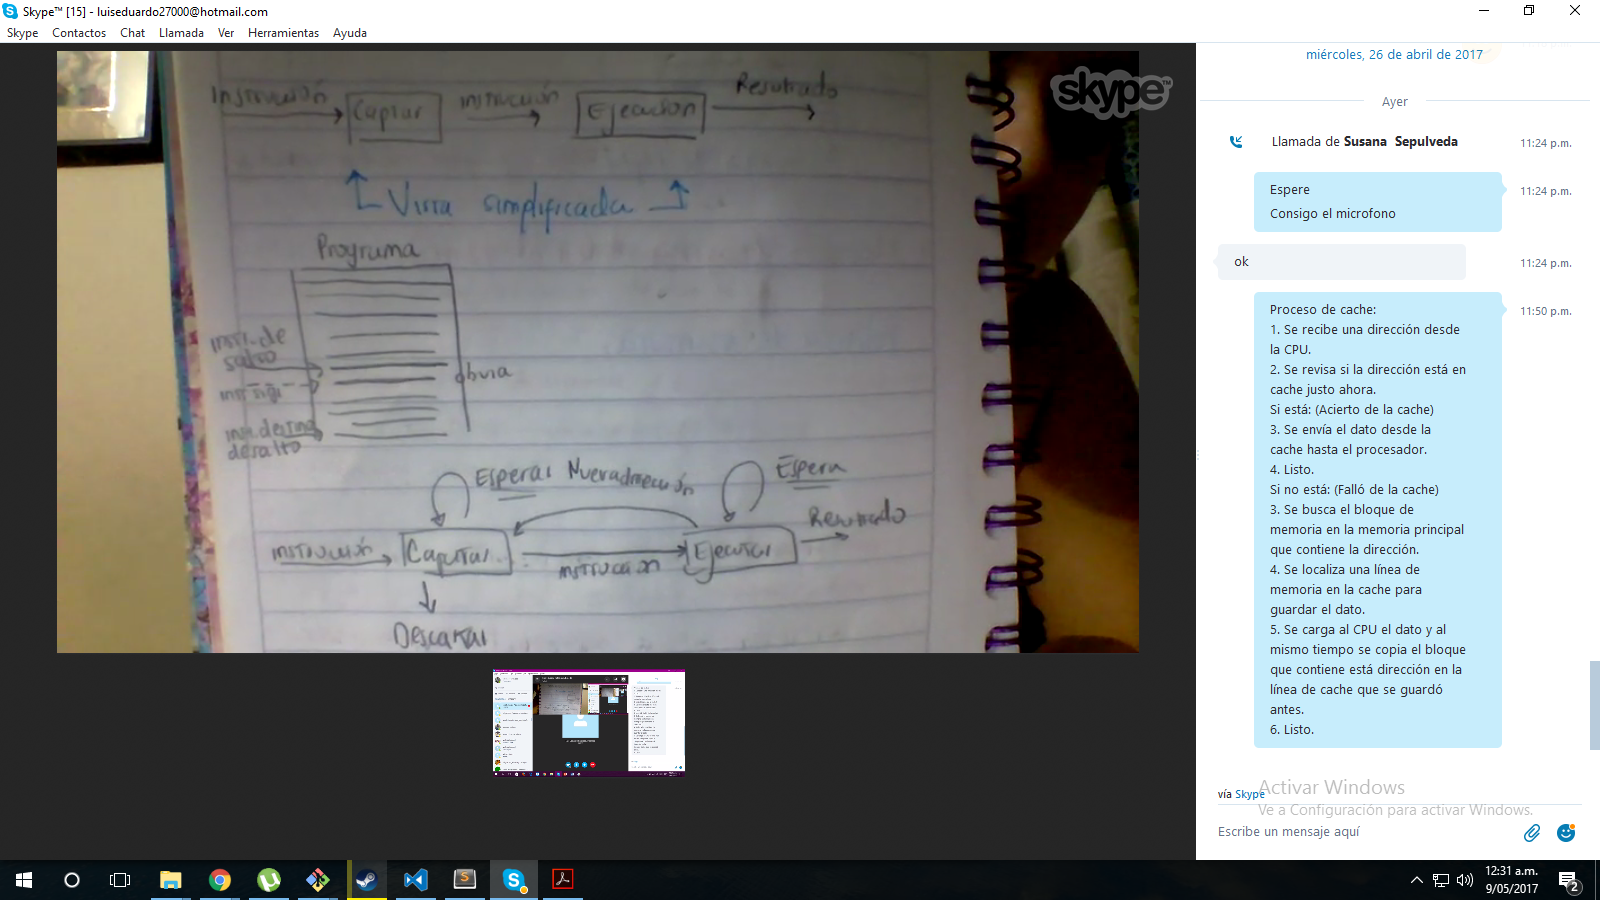 Skype™ [15] - luiseduardo27000@hotmail.com
Skype Contactos Chat Llamada Ver Herramientas Ayuda
skype™
Instrucción
Captar
instrucción
Ejecución
Resultado
Vista simplificada
Programa
instr. de
salto
instr. sigi
inst. destino
de salto
Esperar
Nueva dirección
Espera
instrucción
Captar
instrucción
Ejecutar
Resultado
Descartar
miércoles, 26 de abril de 2017
Ayer
Llamada de Susana Sepulveda 11:24 p.m.
Espere 11:24 p.m.
Consigo el microfono
ok 11:24 p.m.
Proceso de cache: 11:50 p.m.
1. Se recibe una dirección desde
la CPU.
2. Se revisa si la dirección está en
cache justo ahora.
Si está: (Acierto de la cache)
3. Se envía el dato desde la
cache hasta el procesador.
4. Listo.
Si no está: (Falló de la cache)
3. Se busca el bloque de
memoria en la memoria principal
que contiene la dirección.
4. Se localiza una línea de
memoria en la cache para
guardar el dato.
5. Se carga al CPU el dato y al
mismo tiempo se copia el bloque
que contiene está dirección en la
línea de cache que se guardó
antes.
6. Listo.
Activar Windows
vía Skype
Ve a Configuración para activar Windows.
Escribe un mensaje aquí
12:31 a.m.
9/05/2017
2